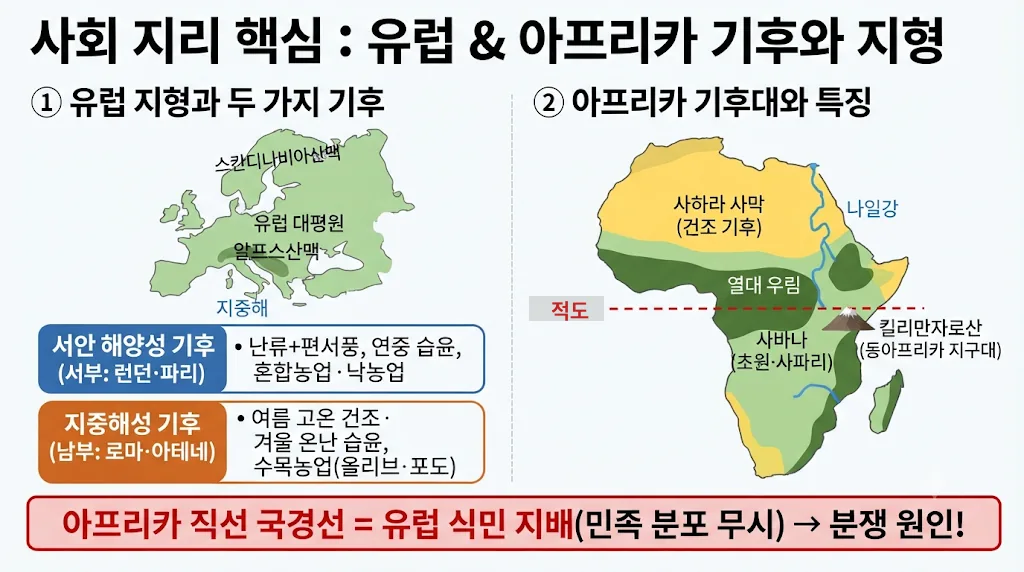 사회 지리 핵심 : 유럽 & 아프리카 기후와 지형
① 유럽 지형과 두 가지 기후
스칸디나비아산맥
유럽 대평원
알프스산맥
지중해
서안 해양성 기후
(서부: 런던·파리)
• 난류+편서풍, 연중 습윤,
혼합농업·낙농업
지중해성 기후
(남부: 로마·아테네)
• 여름 고온 건조·
겨울 온난 습윤,
수목농업(올리브·포도)
② 아프리카 기후대와 특징
사하라 사막
(건조 기후)
나일강
열대 우림
적도
킬리만자로산
(동아프리카 지구대)
사바나
(초원·사파리)
아프리카 직선 국경선 = 유럽 식민 지배(민족 분포 무시) → 분쟁 원인!